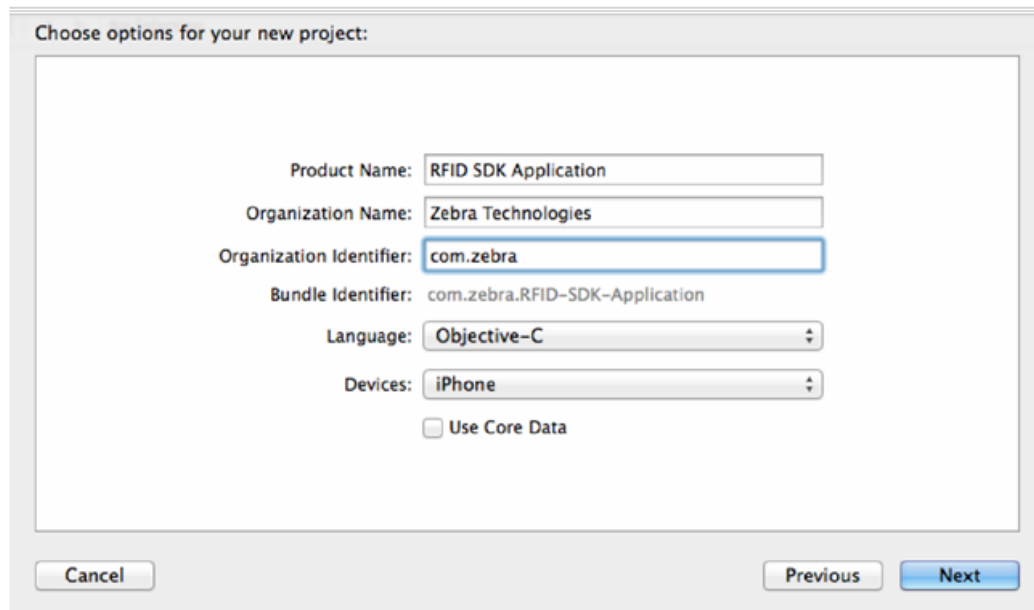 Choose options for your new project:
Product Name: RFID SDK Application
Organization Name: Zebra Technologies
Organization Identifier: com.zebra
Bundle Identifier: com.zebra.RFID-SDK-Application
Language: Objective-C
Devices: iPhone
Use Core Data
Cancel Previous Next